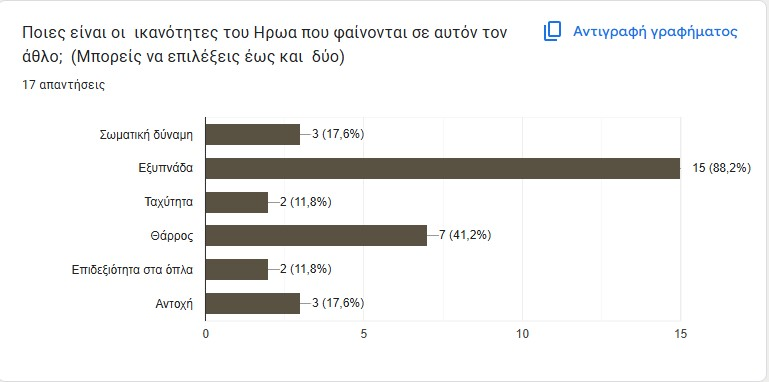 Ποιες είναι οι  ικανότητες του Ηρωα που φαίνονται σε αυτόν τον
άθλο;  (Μπορείς να επιλέξεις έως και  δύο)
Αντιγραφή γραφήματος
17 απαντήσεις
Σωματική δύναμη 3 (17,6%)
Εξυπνάδα 15 (88,2%)
Ταχύτητα 2 (11,8%)
Θάρρος 7 (41,2%)
Επιδεξιότητα στα όπλα 2 (11,8%)
Αντοχή 3 (17,6%)
0 5 10 15